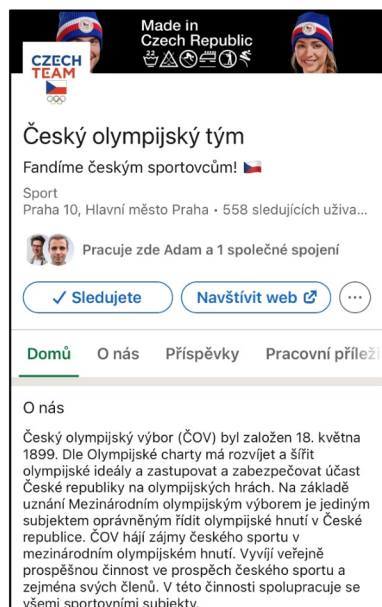 Made in
Czech Republic
22
CZECH
TEAM
Český olympijský tým
Fandíme českým sportovcům!
Sport
Praha 10, Hlavní město Praha • 558 sledujících uživa...
Pracuje zde Adam a 1 společné spojení
✓ Sledujete
Navštívit web
Domů
O nás
Příspěvky
Pracovní příleži
O nás
Český olympijský výbor (ČOV) byl založen 18. května
1899. Dle Olympijské charty má rozvíjet a šířit
olympijské ideály a zastupovat a zabezpečovat účast
České republiky na olympijských hrách. Na základě
uznání Mezinárodním olympijským výborem je jediným
subjektem oprávněným řídit olympijské hnutí v České
republice. ČOV hájí zájmy českého sportu v
mezinárodním olympijském hnutí. Vyvíjí veřejně
prospěšnou činnost ve prospěch českého sportu a
zejména svých členů. V této činnosti spolupracuje se
všemi sportovními subjekty.